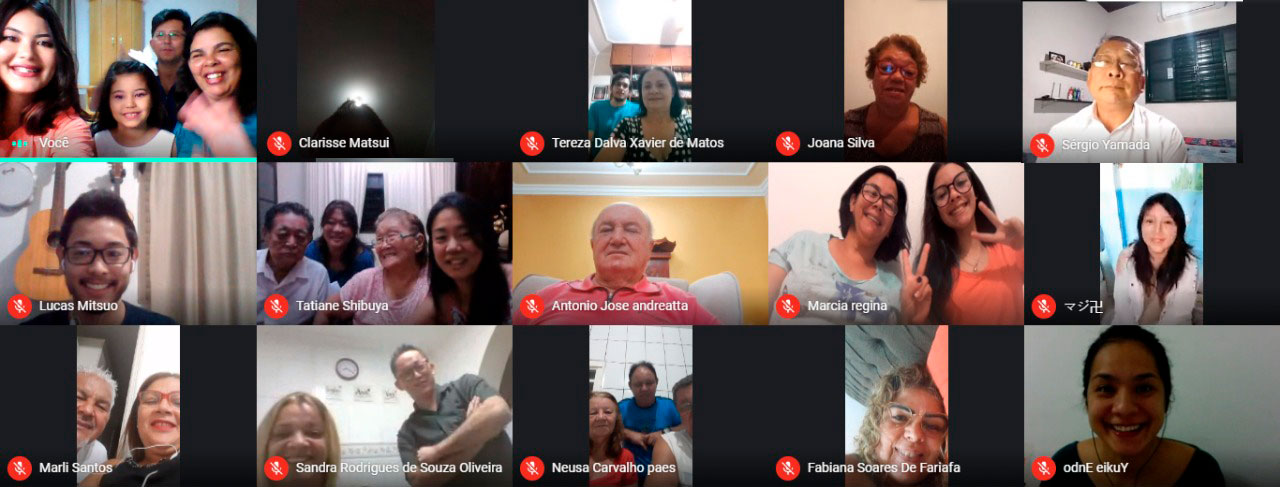 Você
Clarisse Matsui
Tereza Dalva Xavier de Matos
Joana Silva
Sérgio Yamada
Lucas Mitsuo
Tatiane Shibuya
Antonio Jose andreatta
Marcia regina
マジ卍
Marli Santos
Sandra Rodrigues de Souza Oliveira
Neusa Carvalho paes
Fabiana Soares De Fariafa
odnE eikuY